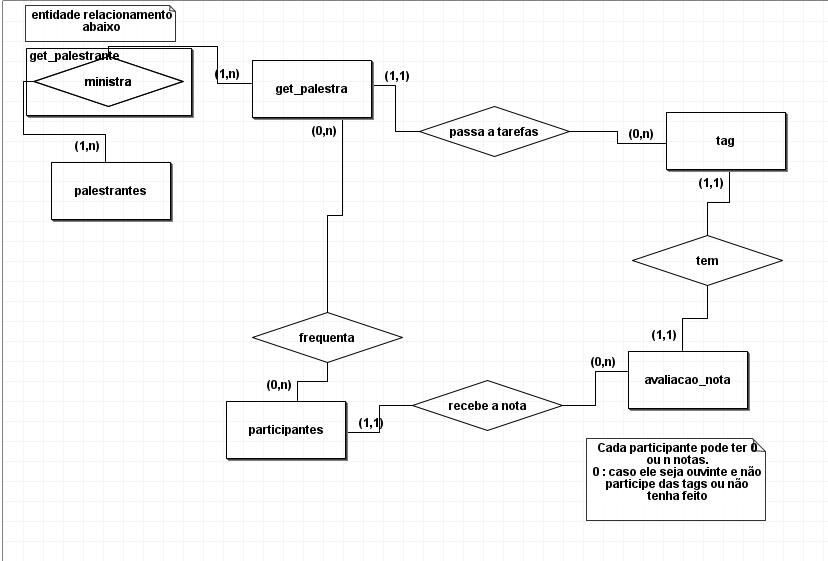 entidade relacionamento
abaixo
get_palestrante
ministra
(1,n)
get_palestra
(1,1)
(0,n)
passa a tarefas
(0,n)
tag
(1,n)
(1,1)
palestrantes
tem
frequenta
(1,1)
(0,n)
(0,n)
avaliacao_nota
participantes
(1,1)
recebe a nota
Cada participante pode ter 0
ou n notas.
0 : caso ele seja ouvinte e não
participe das tags ou não
tenha feito